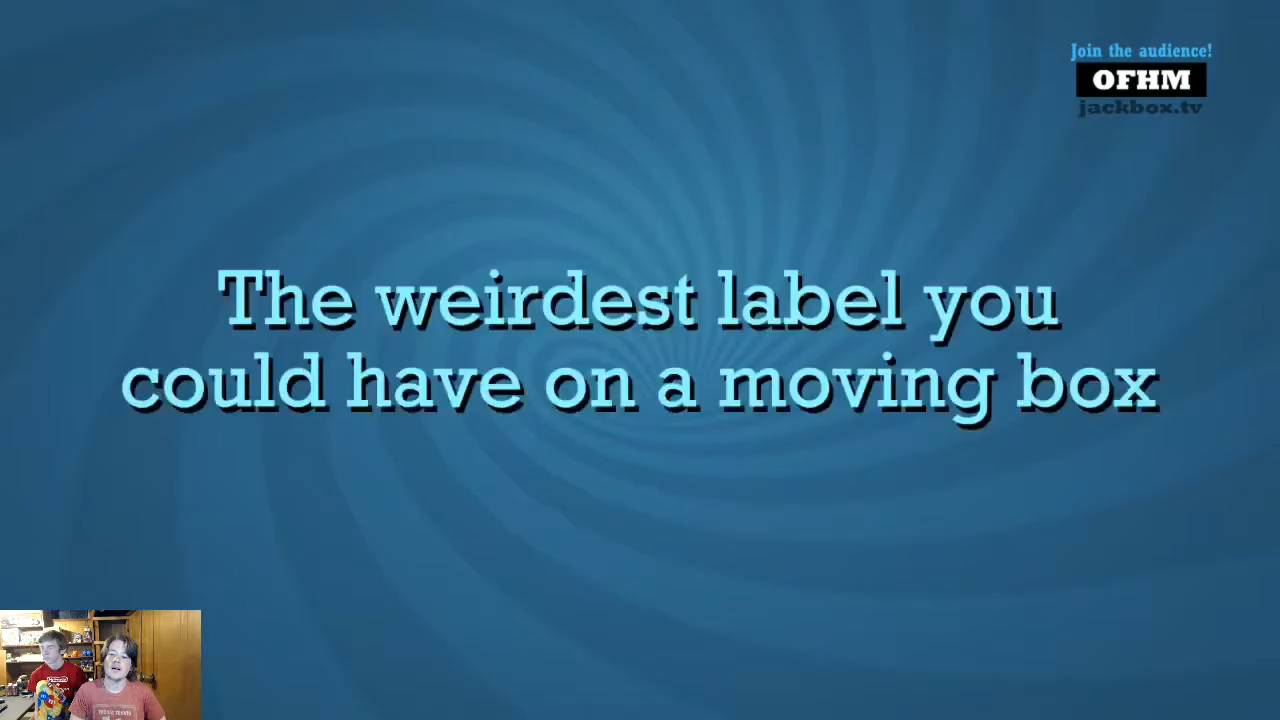 Join the audience!
OFHM
jackbox.tv
The weirdest label you
could have on a moving box